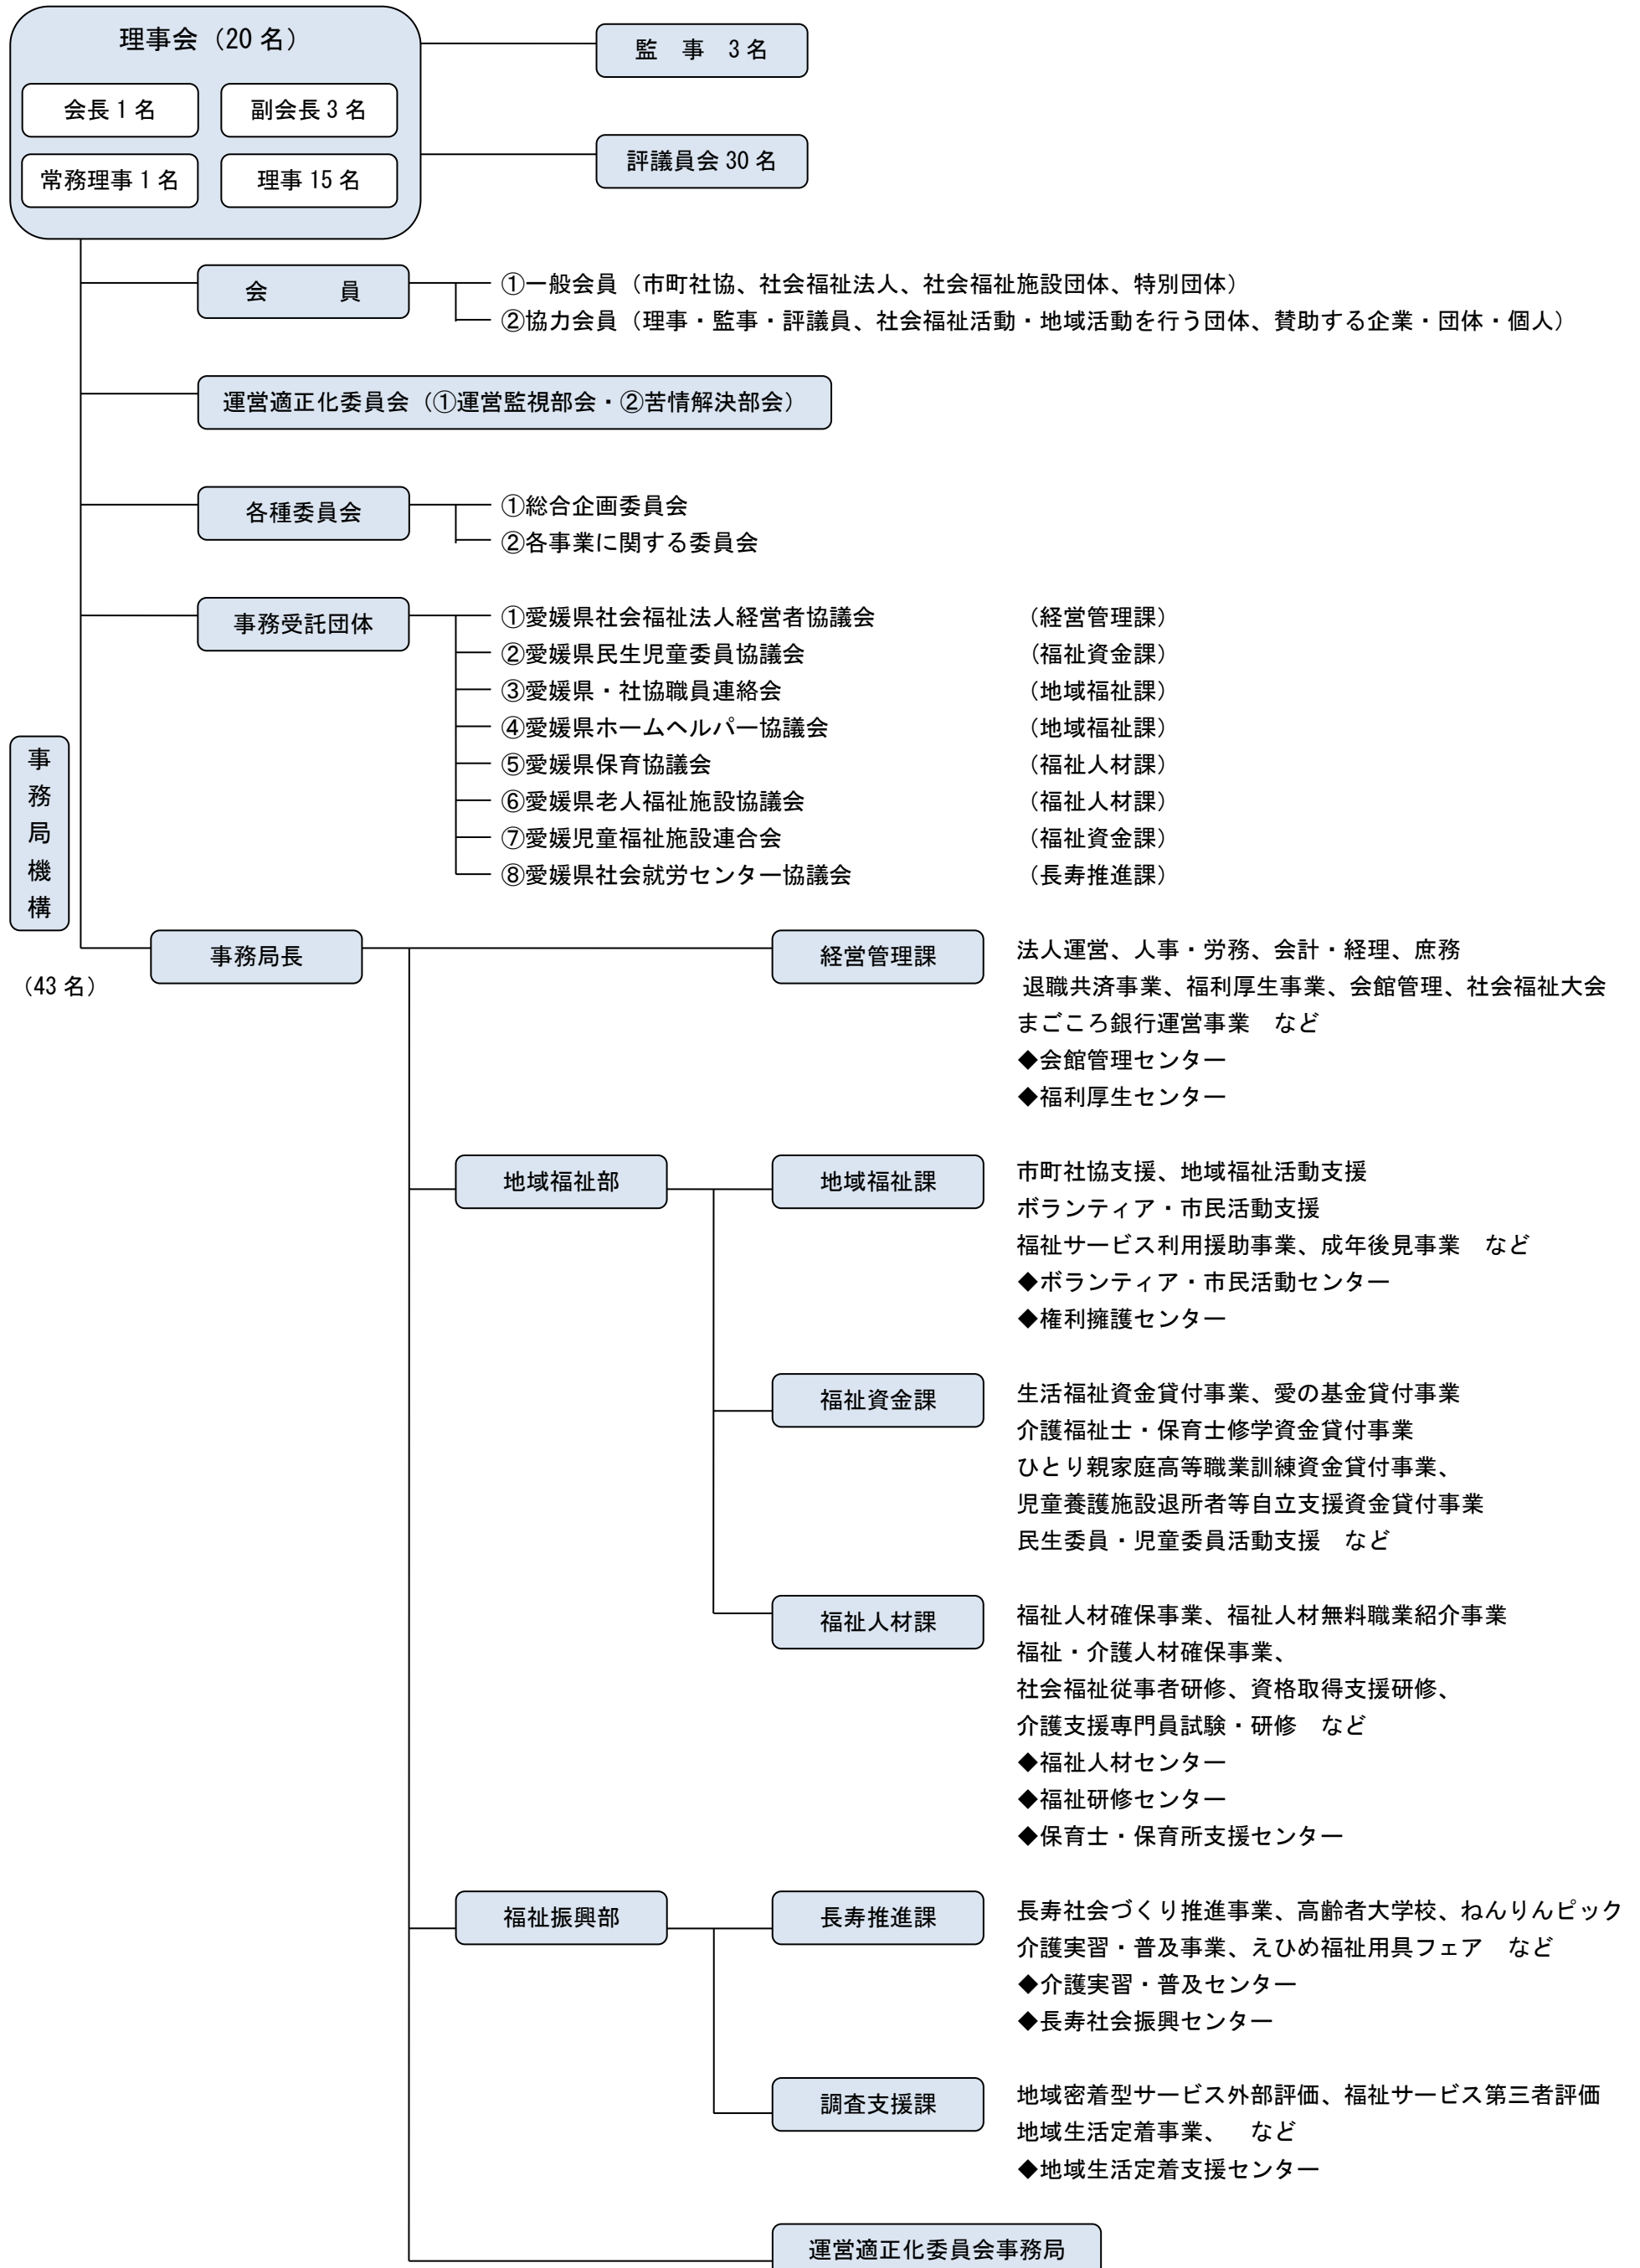 理事会（20名）
会長1名
副会長3名
常務理事1名
理事15名
監　事　3名
評議員会30名
会　　　員
①一般会員（市町社協、社会福祉法人、社会福祉施設団体、特別団体）
②協力会員（理事・監事・評議員、社会福祉活動・地域活動を行う団体、賛助する企業・団体・個人）
運営適正化委員会（①運営監視部会・②苦情解決部会）
各種委員会
①総合企画委員会
②各事業に関する委員会
事務受託団体
①愛媛県社会福祉法人経営者協議会　（経営管理課）
②愛媛県民生児童委員協議会　（福祉資金課）
③愛媛県・社協職員連絡会　（地域福祉課）
④愛媛県ホームヘルパー協議会　（地域福祉課）
⑤愛媛県保育協議会　（福祉人材課）
⑥愛媛県老人福祉施設協議会　（福祉人材課）
⑦愛媛児童福祉施設連合会　（福祉資金課）
⑧愛媛県社会就労センター協議会　（長寿推進課）
事務局機構
（43名）
事務局長
経営管理課
法人運営、人事・労務、会計・経理、庶務
退職共済事業、福利厚生事業、会館管理、社会福祉大会
まごころ銀行運営事業　など
◆会館管理センター
◆福利厚生センター
地域福祉部
地域福祉課
市町社協支援、地域福祉活動支援
ボランティア・市民活動支援
福祉サービス利用援助事業、成年後見事業　など
◆ボランティア・市民活動センター
◆権利擁護センター
福祉資金課
生活福祉資金貸付事業、愛の基金貸付事業
介護福祉士・保育士修学資金貸付事業
ひとり親家庭高等職業訓練資金貸付事業、
児童養護施設退所者等自立支援資金貸付事業
民生委員・児童委員活動支援　など
福祉人材課
福祉人材確保事業、福祉人材無料職業紹介事業
福祉・介護人材確保事業、
社会福祉従事者研修、資格取得支援研修、
介護支援専門員試験・研修　など
◆福祉人材センター
◆福祉研修センター
◆保育士・保育所支援センター
福祉振興部
長寿推進課
長寿社会づくり推進事業、高齢者大学校、ねんりんピック
介護実習・普及事業、えひめ福祉用具フェア　など
◆介護実習・普及センター
◆長寿社会振興センター
調査支援課
地域密着型サービス外部評価、福祉サービス第三者評価
地域生活定着事業、　など
◆地域生活定着支援センター
運営適正化委員会事務局